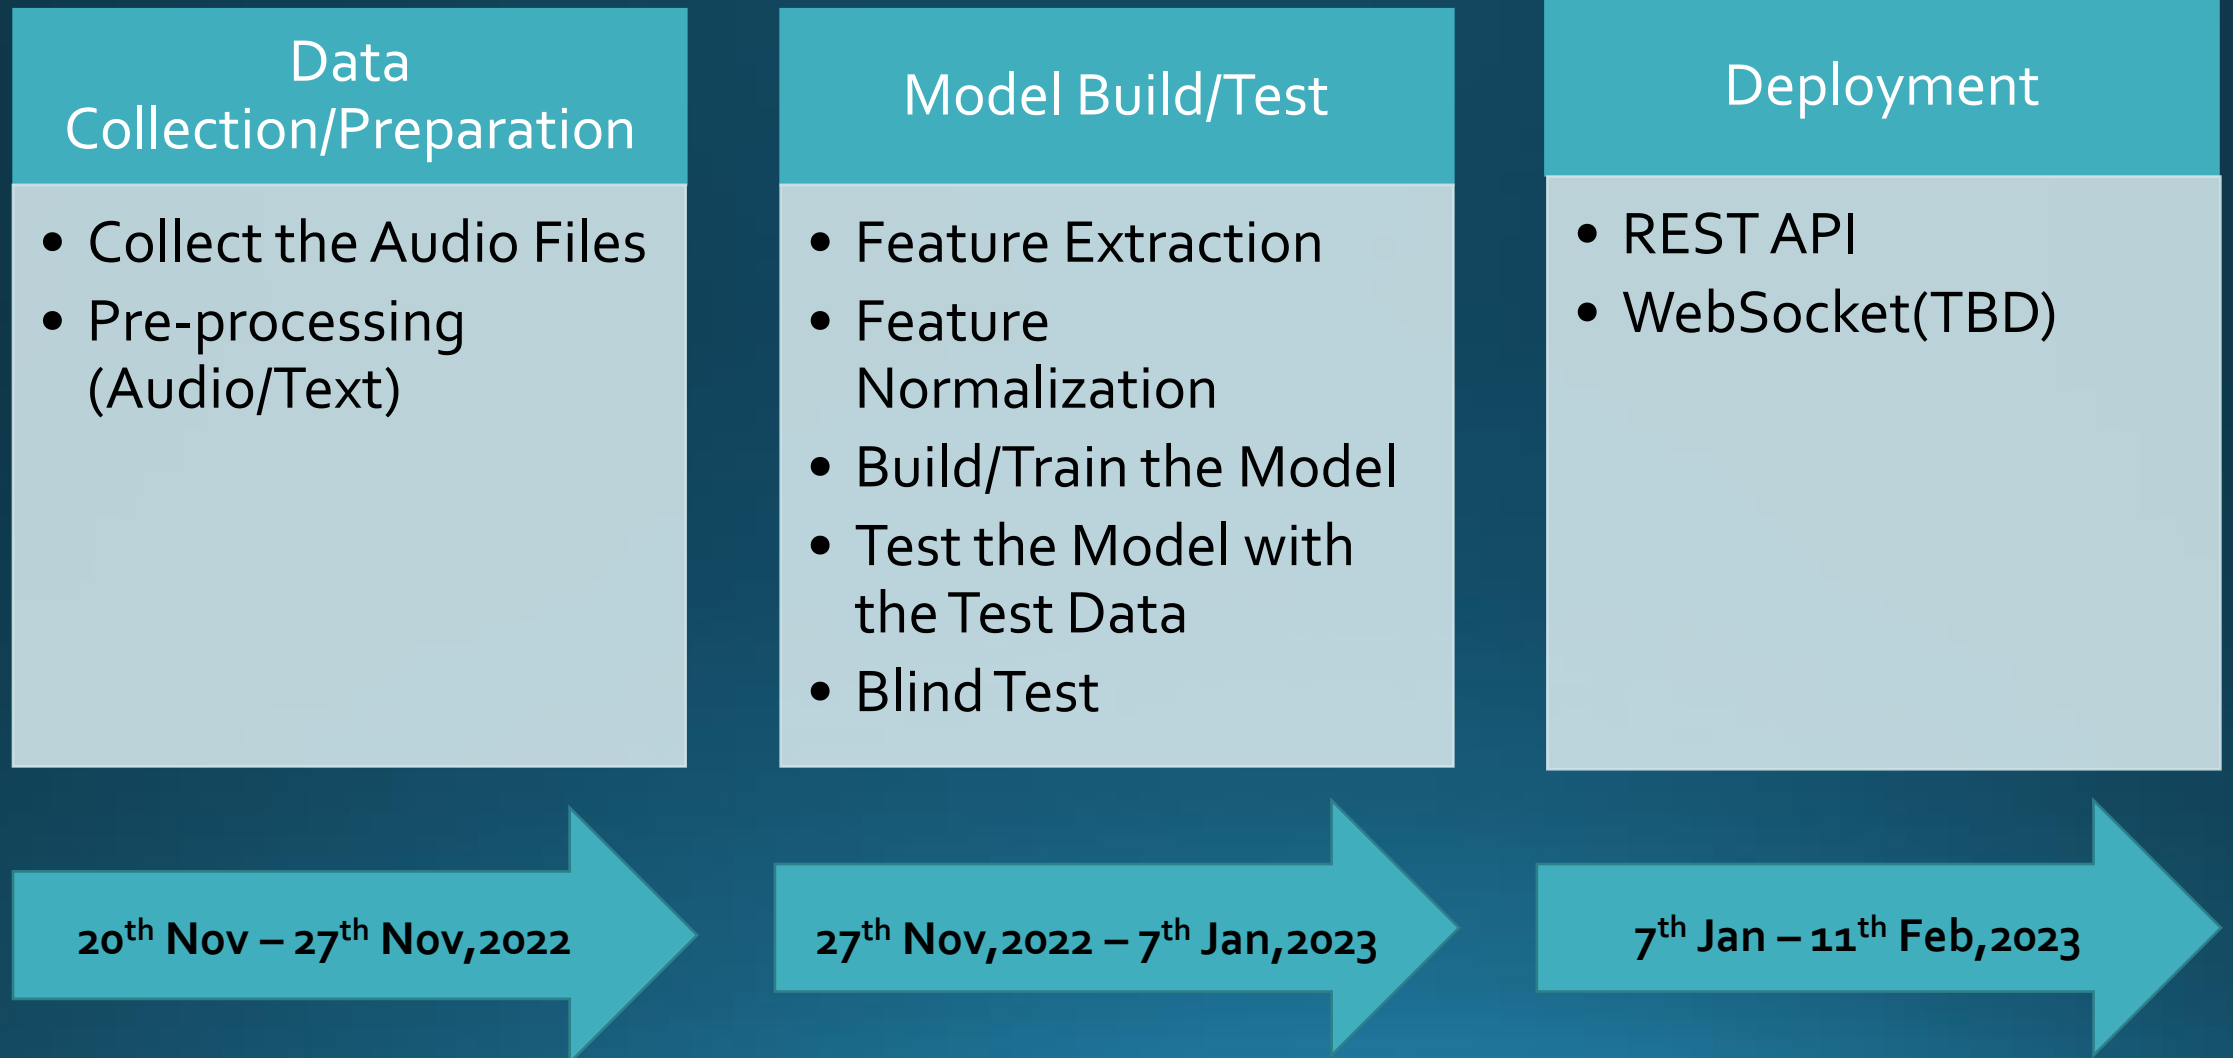 Data
Collection/Preparation
• Collect the Audio Files
• Pre-processing
(Audio/Text)
Model Build/Test
• Feature Extraction
• Feature
Normalization
• Build/Train the Model
• Test the Model with
the Test Data
• Blind Test
Deployment
• REST API
• WebSocket(TBD)
20th Nov – 27th Nov,2022
27th Nov,2022 – 7th Jan,2023
7th Jan – 11th Feb,2023